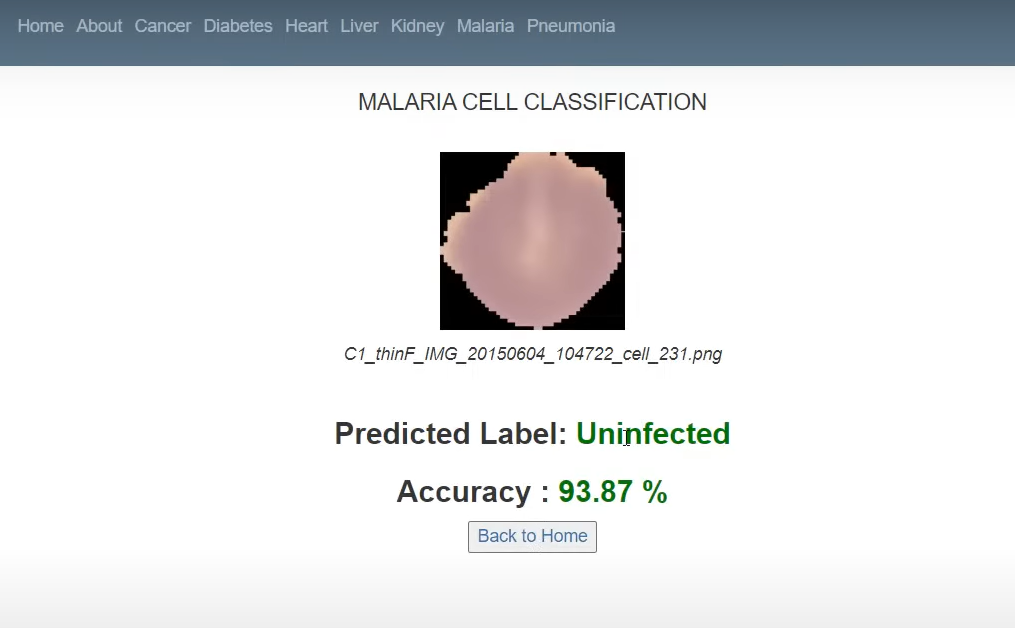 Home About Cancer Diabetes Heart Liver Kidney Malaria Pneumonia
MALARIA CELL CLASSIFICATION
C1_thinF_IMG_20150604_104722_cell_231.png
Predicted Label: Uninfected
Accuracy : 93.87 %
Back to Home